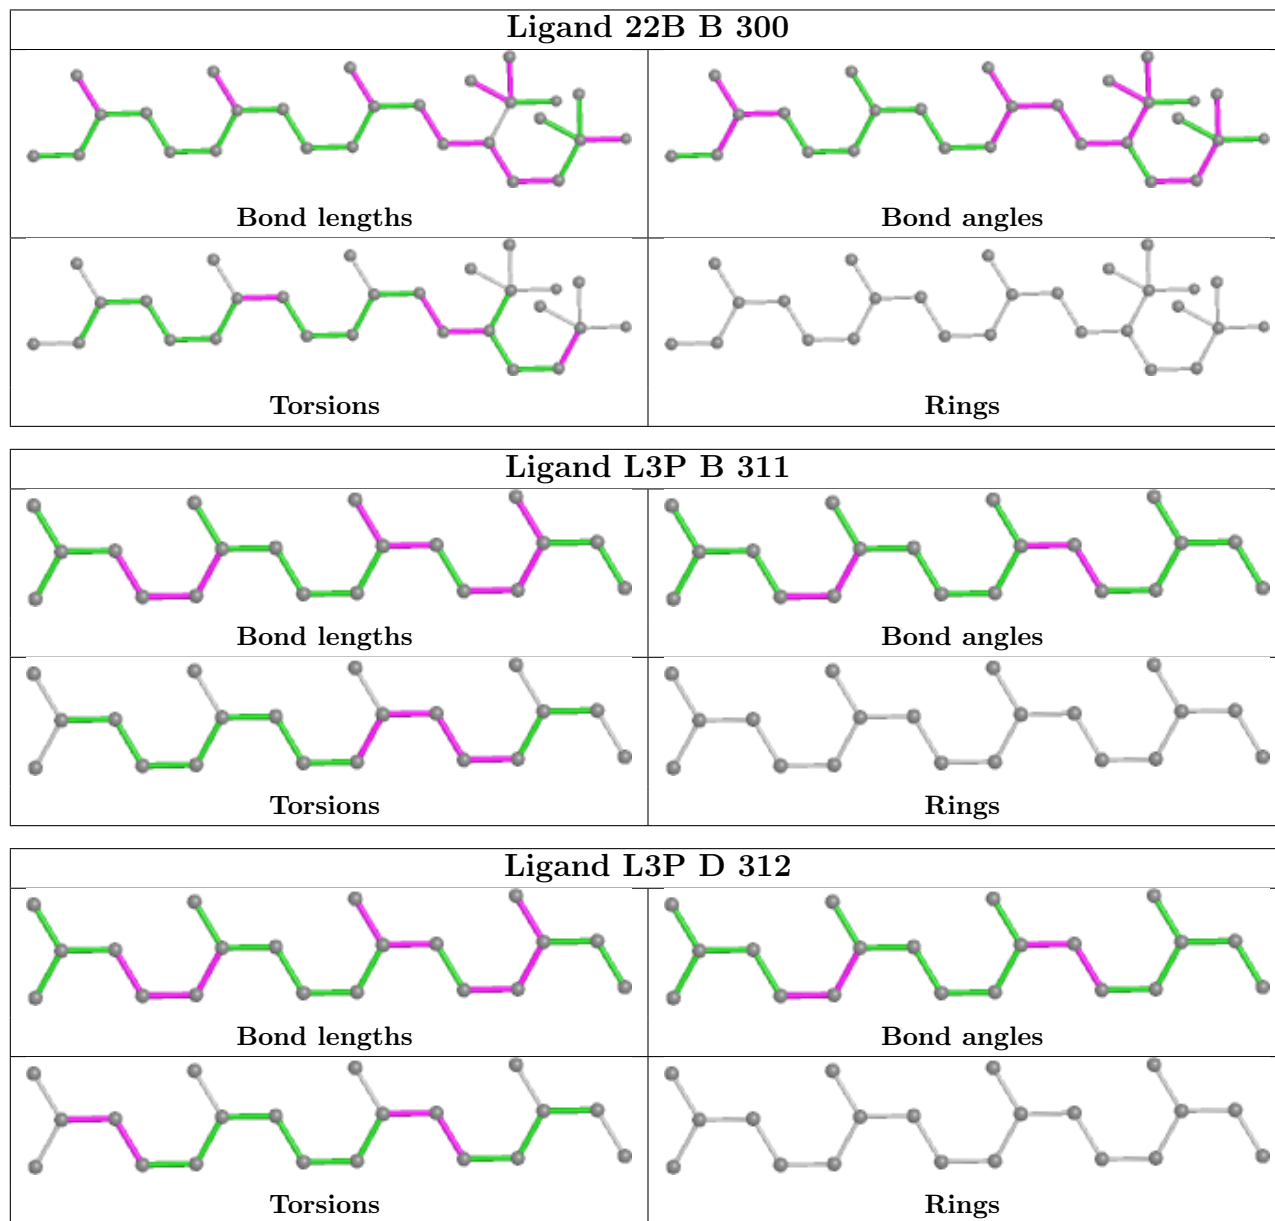 Ligand 22B B 300
Bond lengths
Bond angles
Torsions
Rings
Ligand L3P B 311
Bond lengths
Bond angles
Torsions
Rings
Ligand L3P D 312
Bond lengths
Bond angles
Torsions
Rings